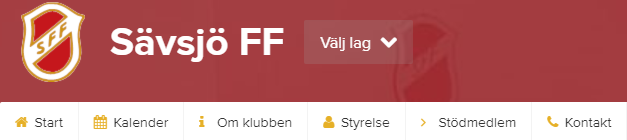 SFF
Sävsjö FF
Välj lag
Start Kalender Om klubben Styrelse Stödmedlem Kontakt